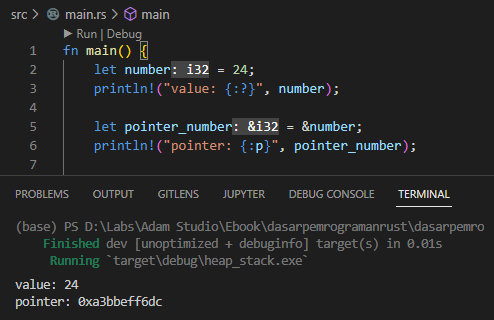 src > main.rs > main
Run | Debug
1 fn main() {
2 let number: i32 = 24;
3 println!("value: {:?}", number);
4
5 let pointer_number: &i32 = &number;
6 println!("pointer: {:p}", pointer_number);
7
PROBLEMS OUTPUT GITLENS JUPYTER DEBUG CONSOLE TERMINAL
(base) PS D:\Labs\Adam Studio\Ebook\dasarpemrogramanrust\dasarpemro
Finished dev [unoptimized + debuginfo] target(s) in 0.01s
Running `target\debug\heap_stack.exe`
value: 24
pointer: 0xa3bbeff6dc